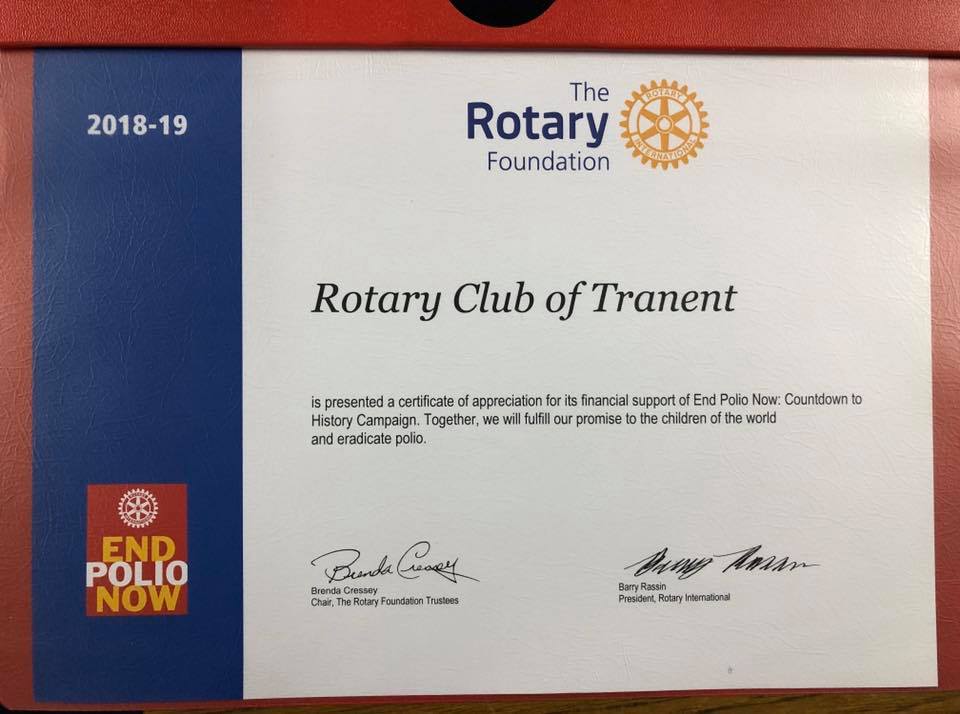 2018-19
The
Rotary
Foundation
ROTARY
INTERNATIONAL
Rotary Club of Tranent
is presented a certificate of appreciation for its financial support of End Polio Now: Countdown to
History Campaign. Together, we will fulfill our promise to the children of the world
and eradicate polio.
END
POLIO
NOW
Brenda Cressey
Brenda Cressey
Chair, The Rotary Foundation Trustees
Barry Rassin
Barry Rassin
President, Rotary International